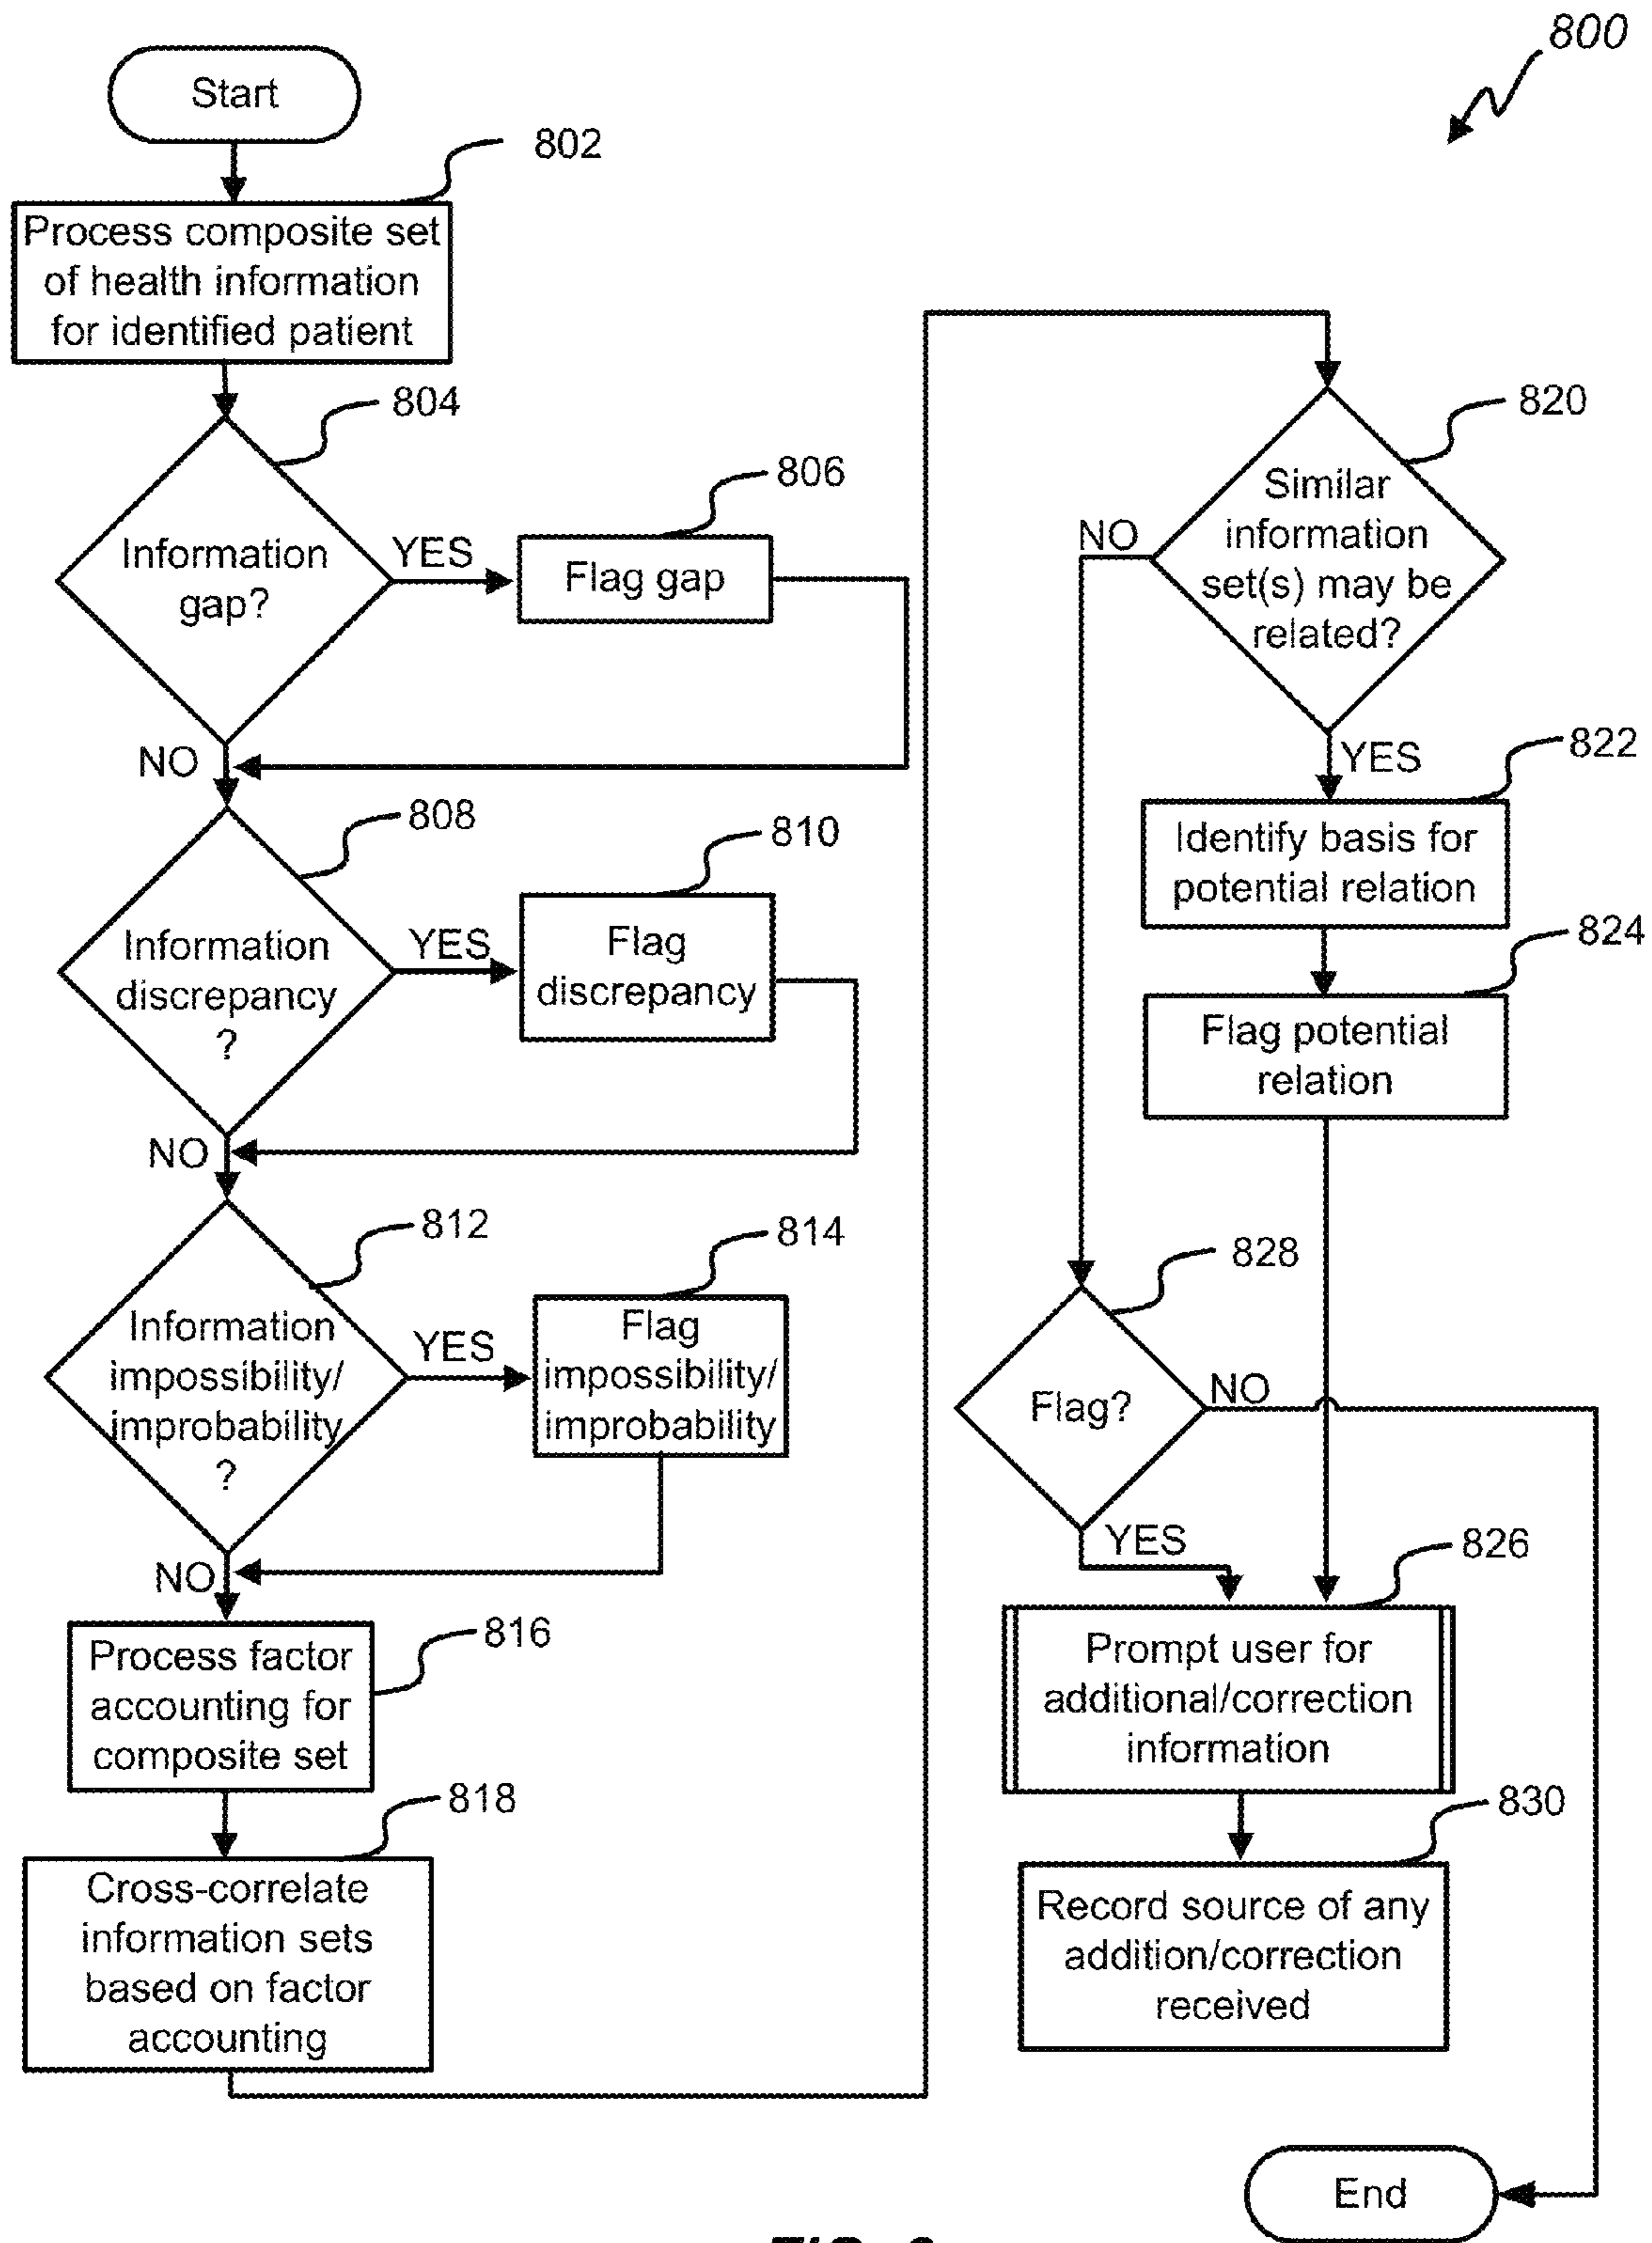 800
Start
802
Process composite set
of health information
for identified patient
804
Information
gap?
YES
806
Flag gap
NO
808
Information
discrepancy
?
YES
810
Flag
discrepancy
NO
812
Information
impossibility/
improbability
?
YES
814
Flag
impossibility/
improbability
NO
816
Process factor
accounting for
composite set
818
Cross-correlate
information sets
based on factor
accounting
820
Similar
information
set(s) may be
related?
NO
YES
822
Identify basis for
potential relation
824
Flag potential
relation
828
Flag?
NO
YES
826
Prompt user for
additional/correction
information
830
Record source of any
addition/correction
received
End